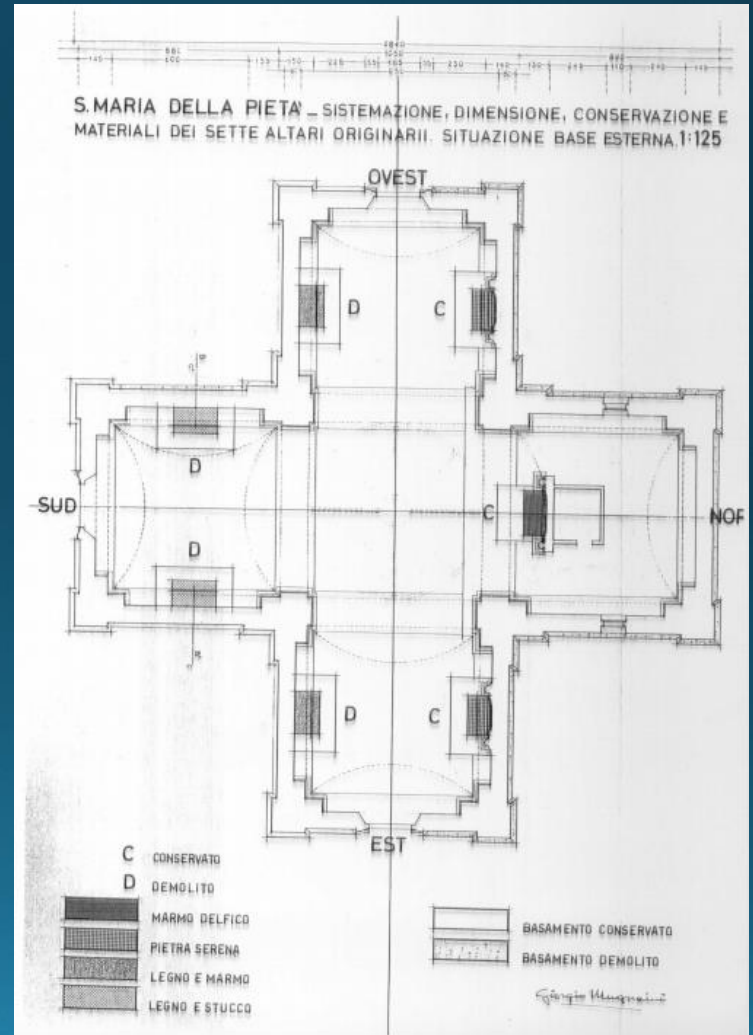 S. MARIA DELLA PIETA' _ SISTEMAZIONE, DIMENSIONE, CONSERVAZIONE E
MATERIALI DEI SETTE ALTARI ORIGINARII. SITUAZIONE BASE ESTERNA. 1:125
OVEST
D C
D
SUD C NOR
D
D C
EST
C CONSERVATO
D DEMOLITO
MARMO DELFICO
PIETRA SERENA
LEGNO E MARMO
LEGNO E STUCCO
BASAMENTO CONSERVATO
BASAMENTO DEMOLITO